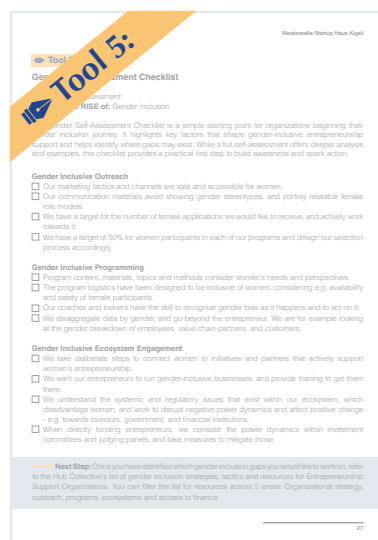 Westerwelle Startup Haus Kigali
Tool 5:
Tool
Checklist
RISE of: Gender Inclusion
Self-Assessment Checklist is a simple starting point for organizations beginning their
inclusion journey. It highlights key factors that shape gender-inclusive entrepreneurship
support and helps identify where gaps may exist. While a full self-assessment offers deeper analysis
and examples, this checklist provides a practical first step to build awareness and spark action.
Gender Inclusive Outreach
☐ Our marketing tactics and channels are safe and accessible for women.
☐ Our communication materials avoid showing gender stereotypes, and portray relatable female
role models.
☐ We have a target for the number of female applications we would like to receive, and actively work
towards it.
☐ We have a target of 50% for women participants in each of our programs and design our selection
process accordingly.
Gender Inclusive Programming
☐ Program content, materials, topics and methods consider women's needs and perspectives.
☐ The program logistics have been designed to be inclusive of women, considering e.g. availability
and safety of female participants.
☐ Our coaches and trainers have the skill to recognize gender bias as it happens and to act on it.
☐ We disaggregate data by gender, and go beyond the entrepreneur. We are for example looking
at the gender breakdown of employees, value chain partners, and customers.
Gender Inclusive Ecosystem Engagement
☐ We take deliberate steps to connect women to initiatives and partners that actively support
women's entrepreneurship.
☐ We want our entrepreneurs to run gender-inclusive businesses, and provide training to get them
there.
☐ We understand the systemic and regulatory issues that exist within our ecosystem, which
disadvantage women, and work to disrupt negative power dynamics and affect positive change
- e.g. towards investors, government, and financial institutions.
☐ When directly funding entrepreneurs, we consider the power dynamics within investment
committees and judging panels, and take measures to mitigate those.
Next Step: Once you have identified which gender inclusion gaps you would like to work on, refer
to the Hub Collective's list of gender inclusion strategies, tactics and resources for Entrepreneurship
Support Organizations. You can filter the list for resources across 5 areas: Organizational strategy,
outreach, programs, ecosystems and access to finance.
27